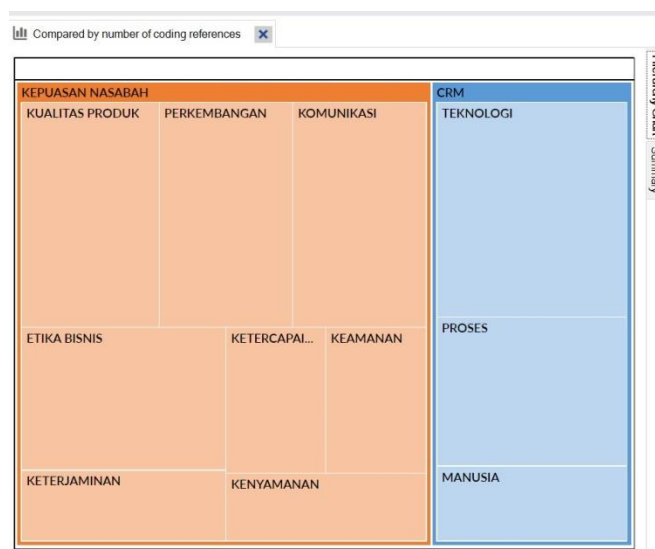 Compared by number of coding references
KEPUASAN NASABAH
CRM
KUALITAS PRODUK
PERKEMBANGAN
KOMUNIKASI
TEKNOLOGI
ETIKA BISNIS
KETERCAPAI...
KEAMANAN
PROSES
KETERJAMINAN
KENYAMANAN
MANUSIA
Summary